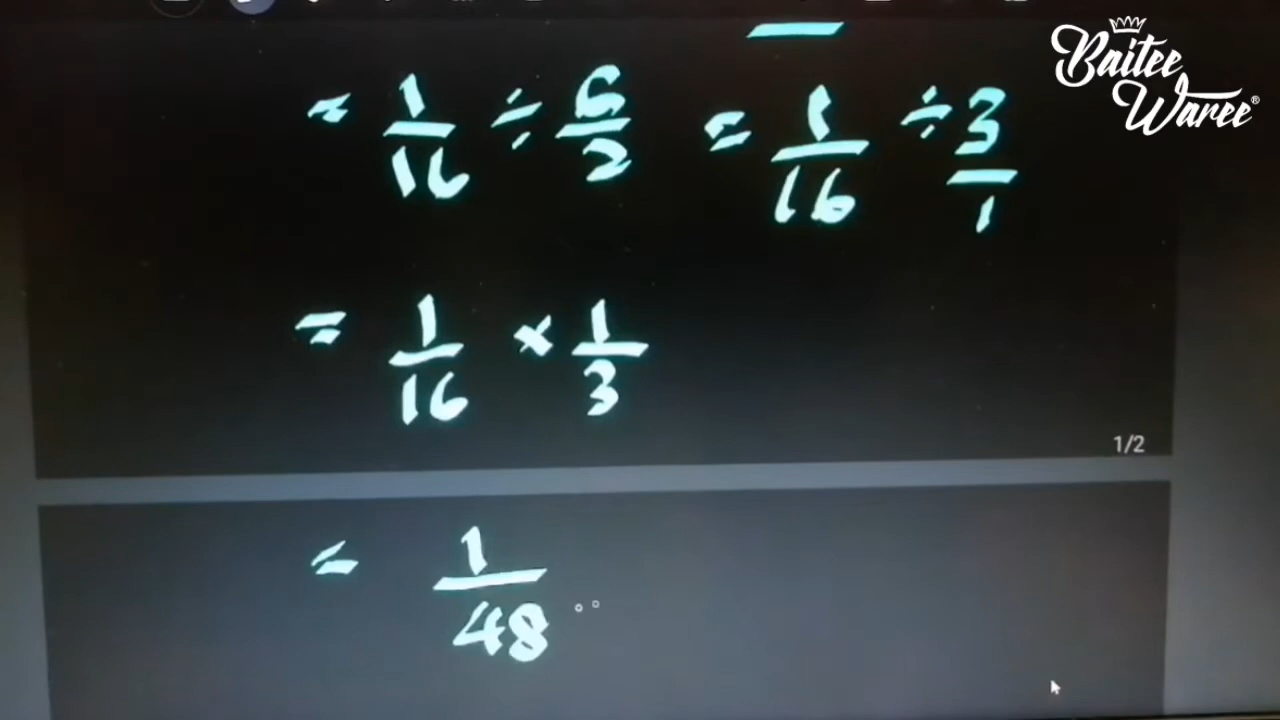 Baitee Waree®
= 1/16 ÷ 6/2 = 1/16 ÷ 3/1
= 1/16 × 1/3
1/2
= 1/48